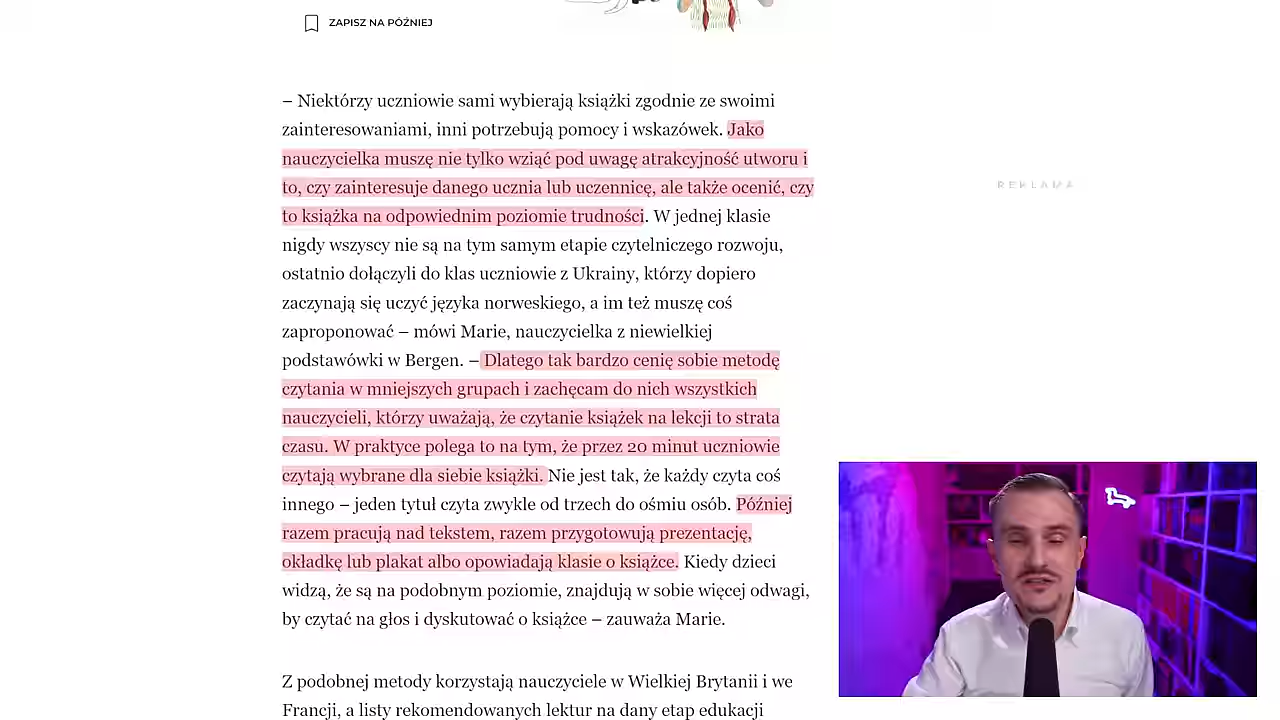 ZAPISZ NA PÓŹNIEJ
– Niektórzy uczniowie sami wybierają książki zgodnie ze swoimi
zainteresowaniami, inni potrzebują pomocy i wskazówek. Jako
nauczycielka muszę nie tylko wziąć pod uwagę atrakcyjność utworu i
to, czy zainteresuje danego ucznia lub uczennicę, ale także ocenić, czy
to książka na odpowiednim poziomie trudności. W jednej klasie
nigdy wszyscy nie są na tym samym etapie czytelniczego rozwoju,
ostatnio dołączyli do klas uczniowie z Ukrainy, którzy dopiero
zaczynają się uczyć języka norweskiego, a im też muszę coś
zaproponować – mówi Marie, nauczycielka z niewielkiej
podstawówki w Bergen. – Dlatego tak bardzo cenię sobie metodę
czytania w mniejszych grupach i zachęcam do nich wszystkich
nauczycieli, którzy uważają, że czytanie książek na lekcji to strata
czasu. W praktyce polega to na tym, że przez 20 minut uczniowie
czytają wybrane dla siebie książki. Nie jest tak, że każdy czyta coś
innego – jeden tytuł czyta zwykle od trzech do ośmiu osób. Później
razem pracują nad tekstem, razem przygotowują prezentację,
okładkę lub plakat albo opowiadają klasie o książce. Kiedy dzieci
widzą, że są na podobnym poziomie, znajdują w sobie więcej odwagi,
by czytać na głos i dyskutować o książce – zauważa Marie.
Z podobnej metody korzystają nauczyciele w Wielkiej Brytanii i we
Francji, a listy rekomendowanych lektur na dany etap edukacji
REKLAMA